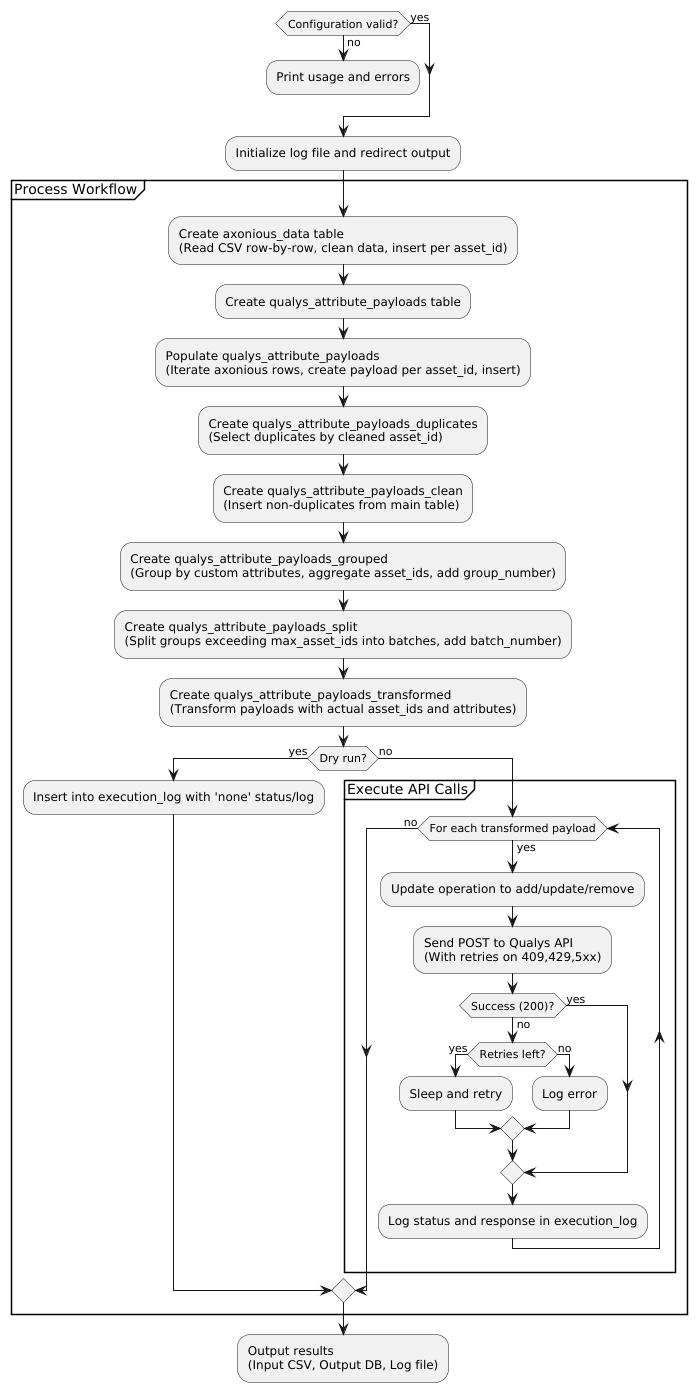 Configuration valid?
yes
no
Print usage and errors
Initialize log file and redirect output
Process Workflow
Create axonious_data table
(Read CSV row-by-row, clean data, insert per asset_id)
Create qualys_attribute_payloads table
Populate qualys_attribute_payloads
(Iterate axonious rows, create payload per asset_id, insert)
Create qualys_attribute_payloads_duplicates
(Select duplicates by cleaned asset_id)
Create qualys_attribute_payloads_clean
(Insert non-duplicates from main table)
Create qualys_attribute_payloads_grouped
(Group by custom attributes, aggregate asset_ids, add group_number)
Create qualys_attribute_payloads_split
(Split groups exceeding max_asset_ids into batches, add batch_number)
Create qualys_attribute_payloads_transformed
(Transform payloads with actual asset_ids and attributes)
yes
Dry run?
no
Insert into execution_log with 'none' status/log
Execute API Calls
no
For each transformed payload
yes
Update operation to add/update/remove
Send POST to Qualys API
(With retries on 409,429,5xx)
Success (200)?
yes
no
yes
Retries left?
no
Sleep and retry
Log error
Log status and response in execution_log
Output results
(Input CSV, Output DB, Log file)